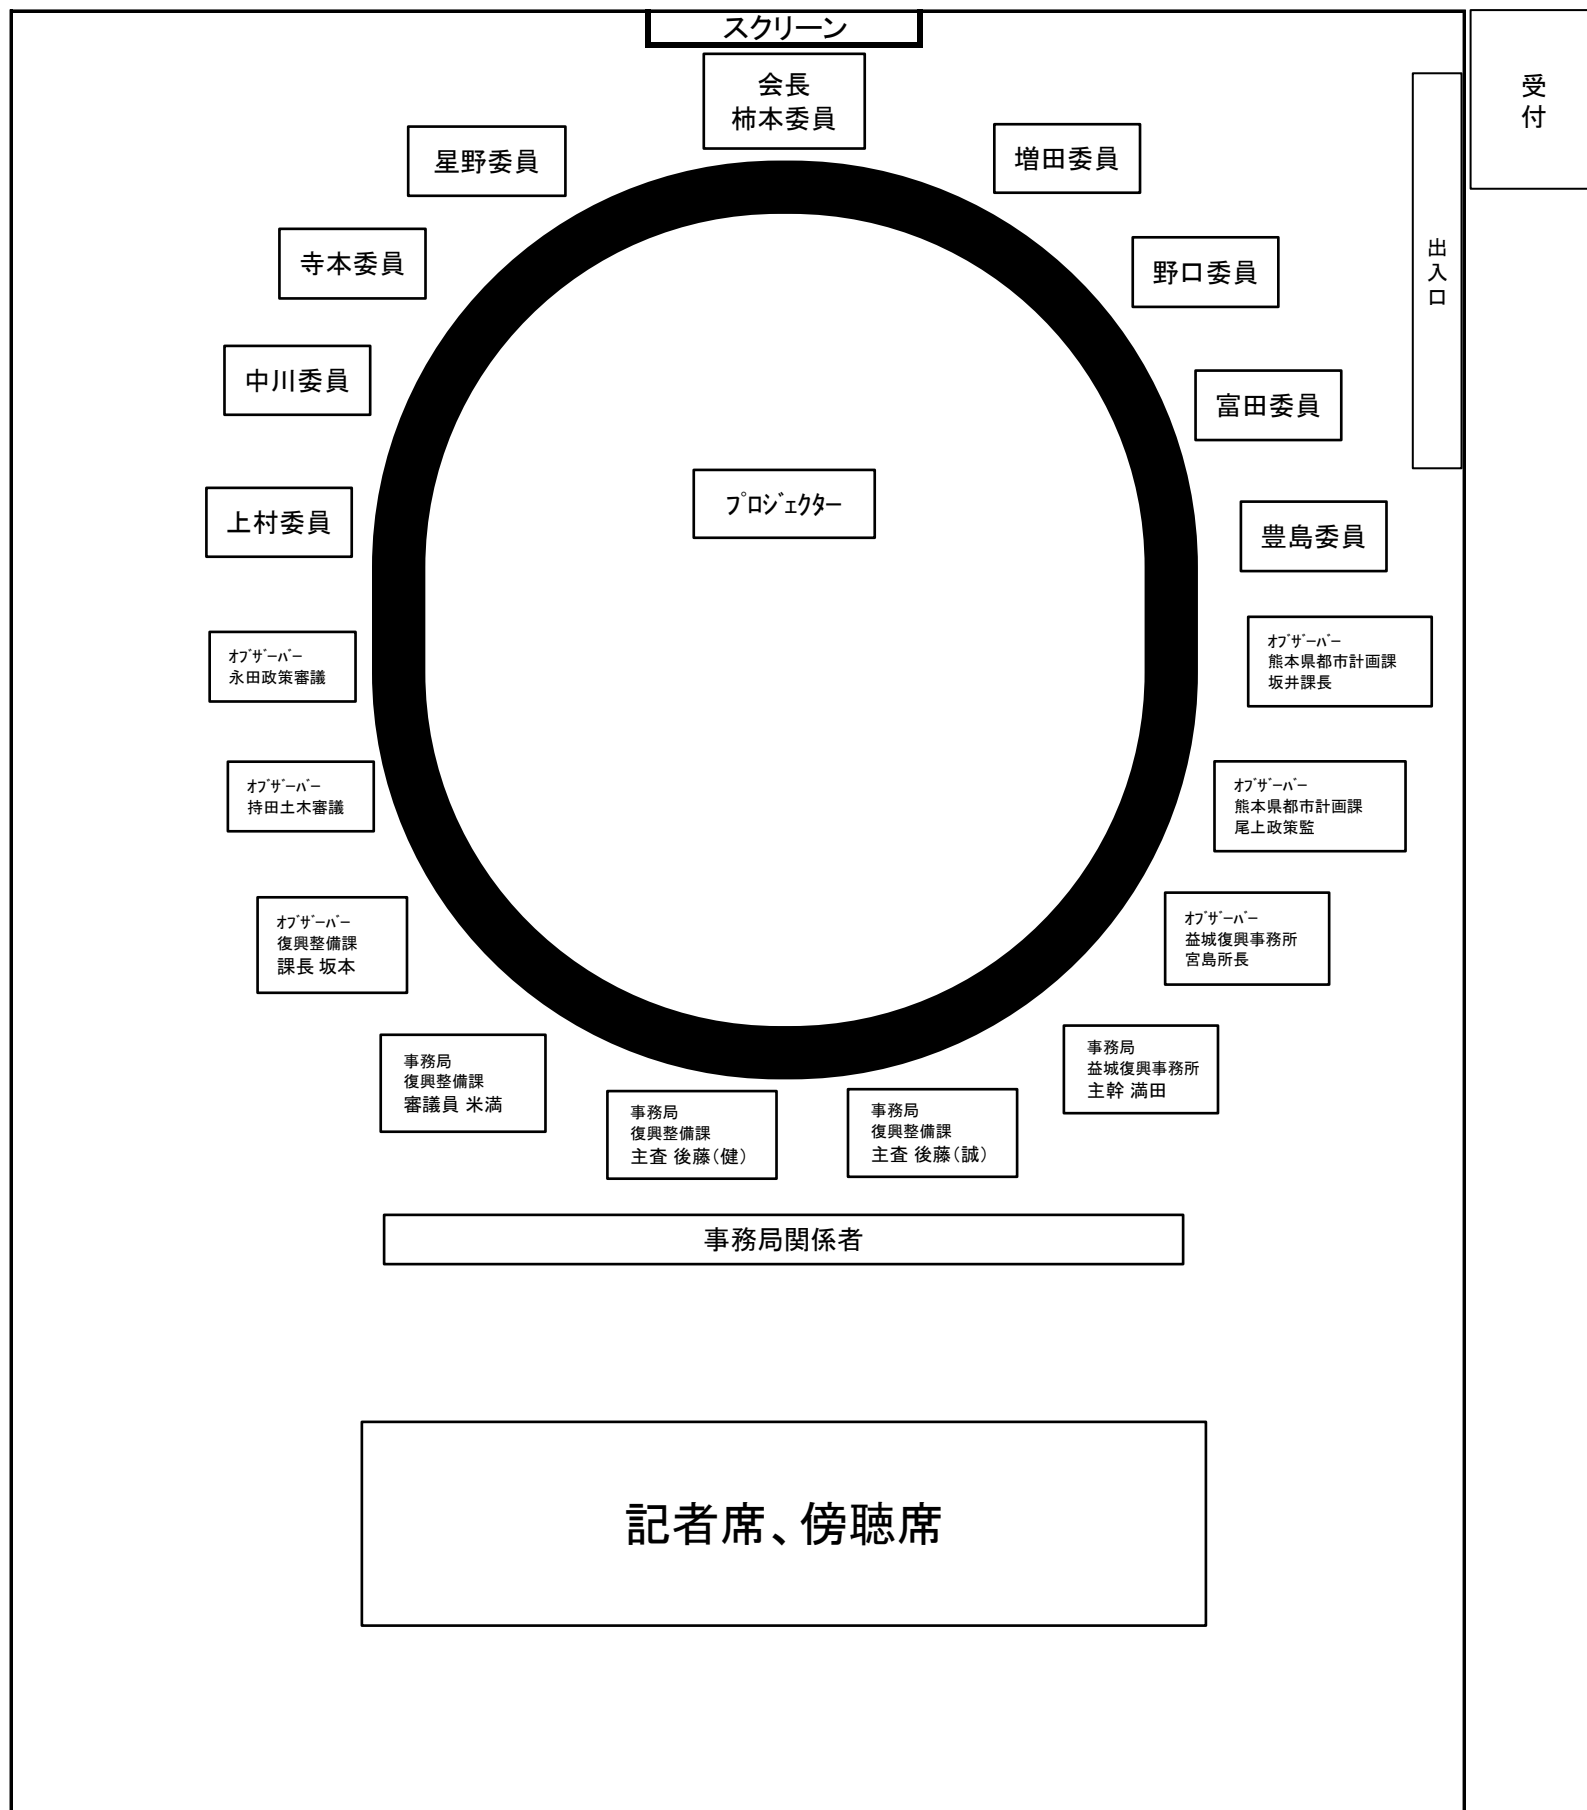 スクリーン
会長
柿本委員
受付
出入口
星野委員
増田委員
寺本委員
野口委員
中川委員
富田委員
プロジェクター
上村委員
豊島委員
オブザーバー
永田政策審議
オブザーバー
熊本県都市計画課
坂井課長
オブザーバー
持田土木審議
オブザーバー
熊本県都市計画課
尾上政策監
オブザーバー
復興整備課
課長 坂本
オブザーバー
益城復興事務所
宮島所長
事務局
復興整備課
審議員 米満
事務局
復興整備課
主査 後藤(健)
事務局
復興整備課
主査 後藤(誠)
事務局
益城復興事務所
主幹 満田
事務局関係者
記者席、傍聴席